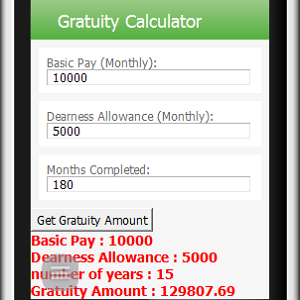 Gratuity Calculator
Basic Pay (Monthly):
10000
Dearness Allowance (Monthly):
5000
Months Completed:
180
Get Gratuity Amount
Basic Pay : 10000
Dearness Allowance : 5000
number of years : 15
Gratuity Amount : 129807.69